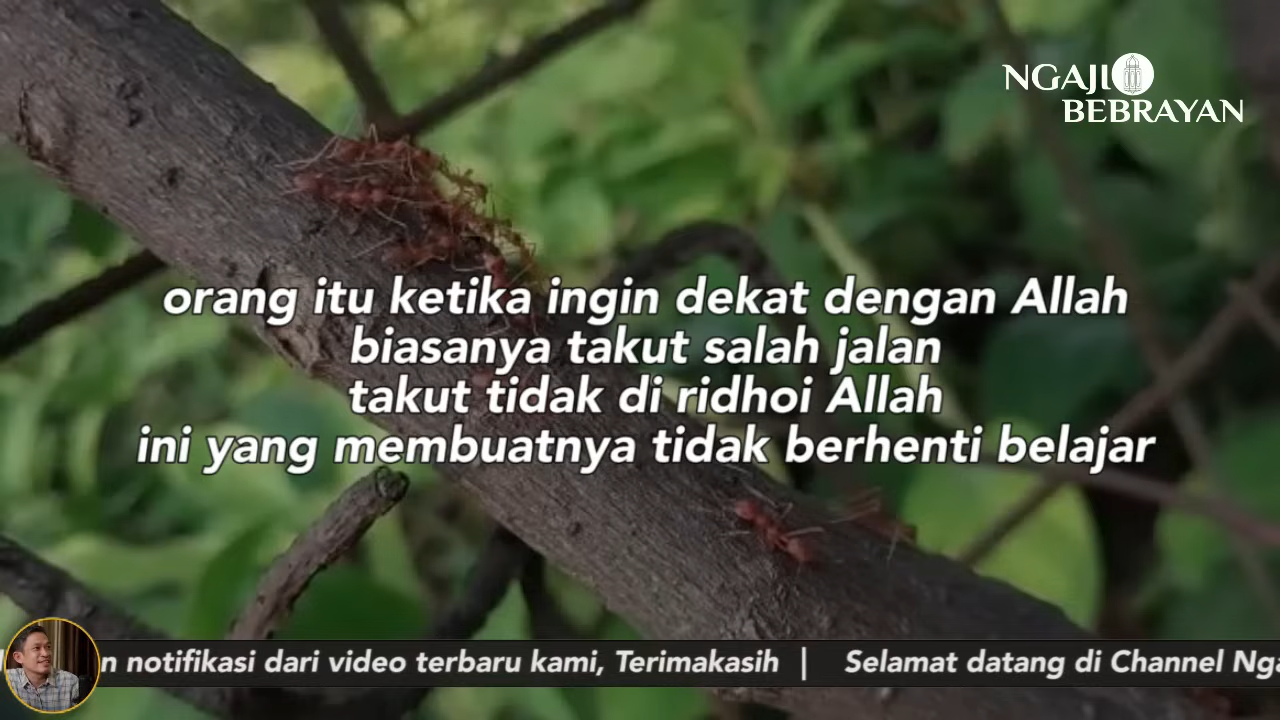 NGAJI
BEBRAYAN
orang itu ketika ingin dekat dengan Allah
biasanya takut salah jalan
takut tidak di ridhoi Allah
ini yang membuatnya tidak berhenti belajar
notifikasi dari video terbaru kami, Terimakasih | Selamat datang di Channel